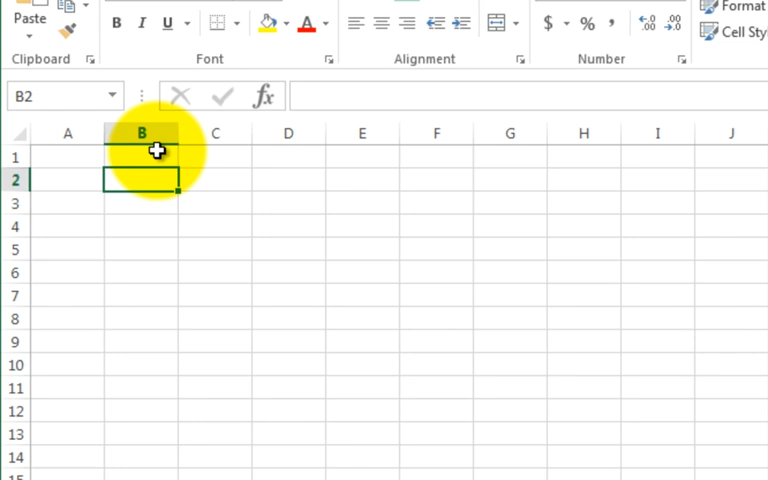 Paste
Format
B I U A
$ % ,
Cell Sty
Clipboard Font Alignment Number
B2 fx
A B C D E F G H I J
1
2
3
4
5
6
7
8
9
10
11
12
13
14